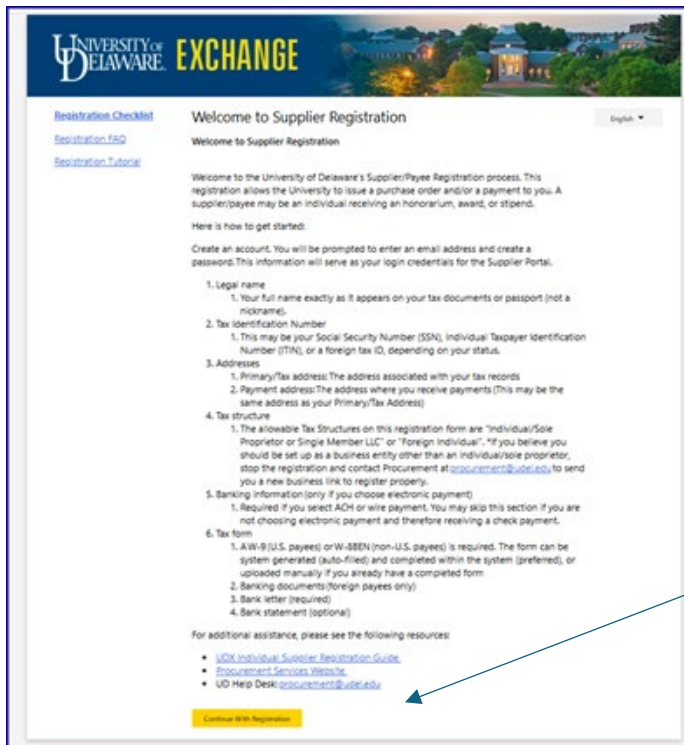 UNIVERSITY OF
DELAWARE. EXCHANGE
Registration Checklist
Registration FAQ
Registration Tutorial
Welcome to Supplier Registration
English
Welcome to Supplier Registration
Welcome to the University of Delaware's Supplier/Payee Registration process. This
registration allows the University to issue a purchase order and/or a payment to you. A
supplier/payee may be an individual receiving an honorarium, award, or stipend.
Here is how to get started:
Create an account. You will be prompted to enter an email address and create a
password. This information will serve as your login credentials for the Supplier Portal.
1. Legal name
1. Your full name exactly as it appears on your tax documents or passport (not a
nickname).
2. Tax Identification Number
1. This may be your Social Security Number (SSN), Individual Taxpayer Identification
Number (ITIN), or a foreign tax ID, depending on your status.
3. Addresses
1. Primary/Tax address: The address associated with your tax records
2. Payment address: The address where you receive payments (This may be the
same address as your Primary/Tax Address)
4. Tax structure
1. The allowable Tax Structures on this registration form are "Individual/Sole
Proprietor or Single Member LLC" or "Foreign Individual". *If you believe you
should be set up as a business entity other than an individual/sole proprietor,
stop the registration and contact Procurement at procurement@udel.edu to send
you a new business link to register properly.
5. Banking information (only if you choose electronic payment)
1. Required if you select ACH or wire payment. You may skip this section if you are
not choosing electronic payment and therefore receiving a check payment.
6. Tax form
1. A W-9 (U.S. payees) or W-8BEN (non-U.S. payees) is required. The form can be
system generated (auto-filled) and completed within the system (preferred), or
uploaded manually if you already have a completed form
2. Banking documents (foreign payees only)
3. Bank letter (required)
4. Bank statement (optional)
For additional assistance, please see the following resources:
• UDX Individual Supplier Registration Guide
• Procurement Services Website
• UD Help Desk: procurement@udel.edu
Continue With Registration